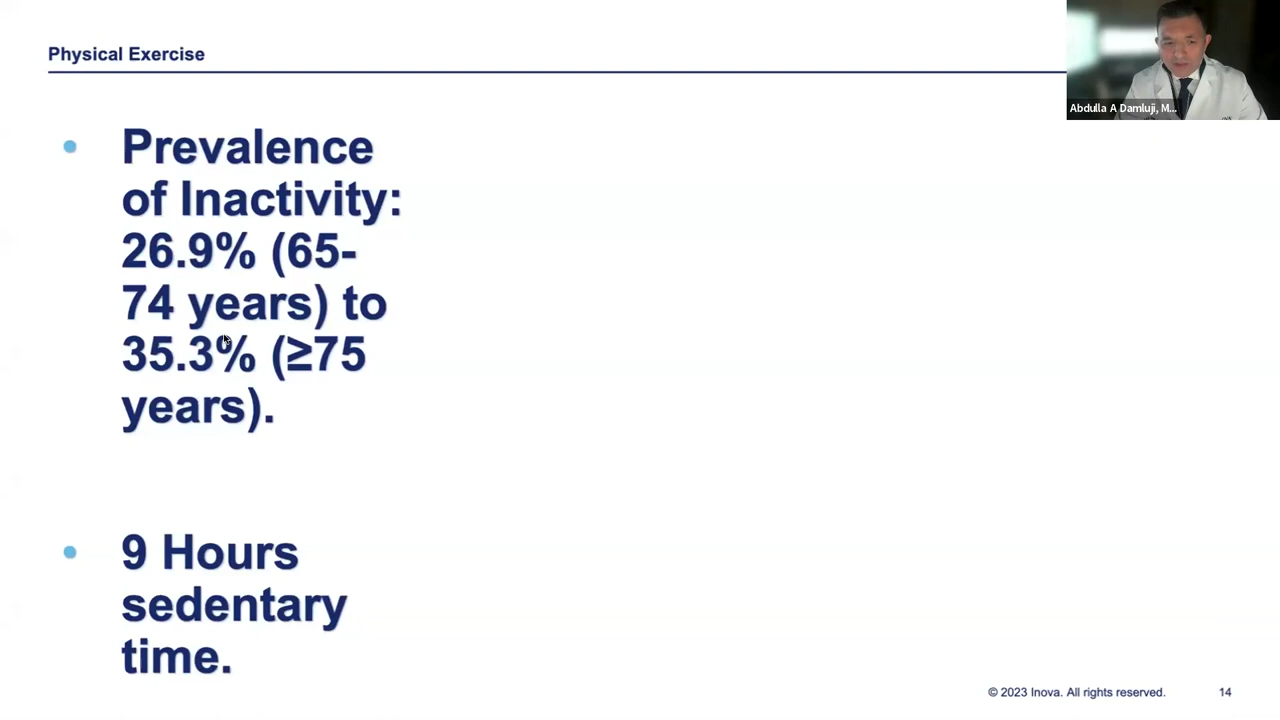 Physical Exercise
Abdulla A Damluji, M...
• Prevalence
of Inactivity:
26.9% (65-
74 years) to
35.3% (≥75
years).
• 9 Hours
sedentary
time.
© 2023 Inova. All rights reserved.
14